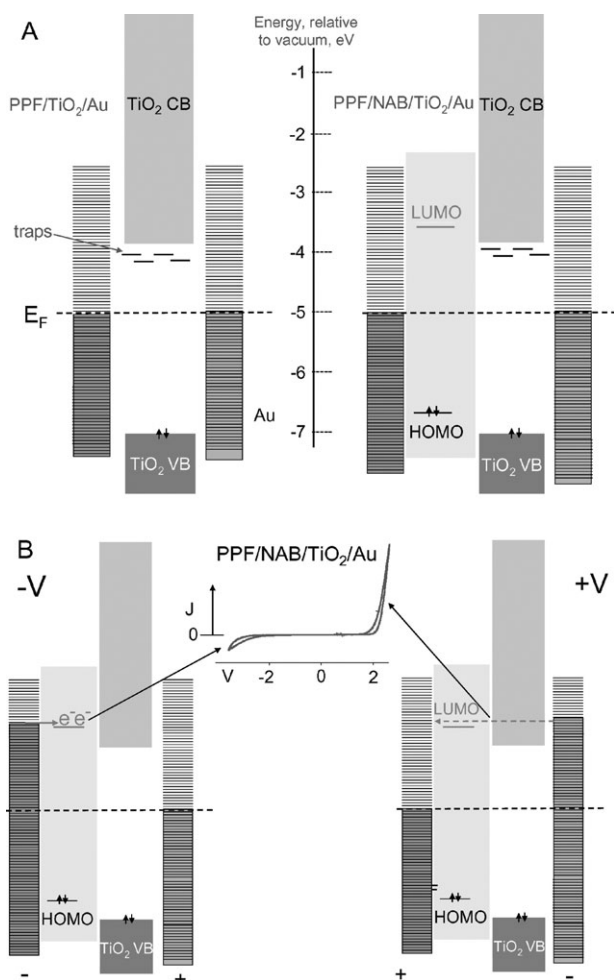 A
Energy, relative
to vacuum, eV
PPF/TiO₂/Au
TiO₂ CB
-1
PPF/NAB/TiO₂/Au
TiO₂ CB
-2
-3
LUMO
traps
-4
E_F
-5
-6
Au
HOMO
-7
TiO₂ VB
TiO₂ VB
B
PPF/NAB/TiO₂/Au
-V
+V
J
0
V
-2
0
2
e⁻e⁻
LUMO
HOMO
HOMO
TiO₂ VB
TiO₂ VB
-
+
+
-